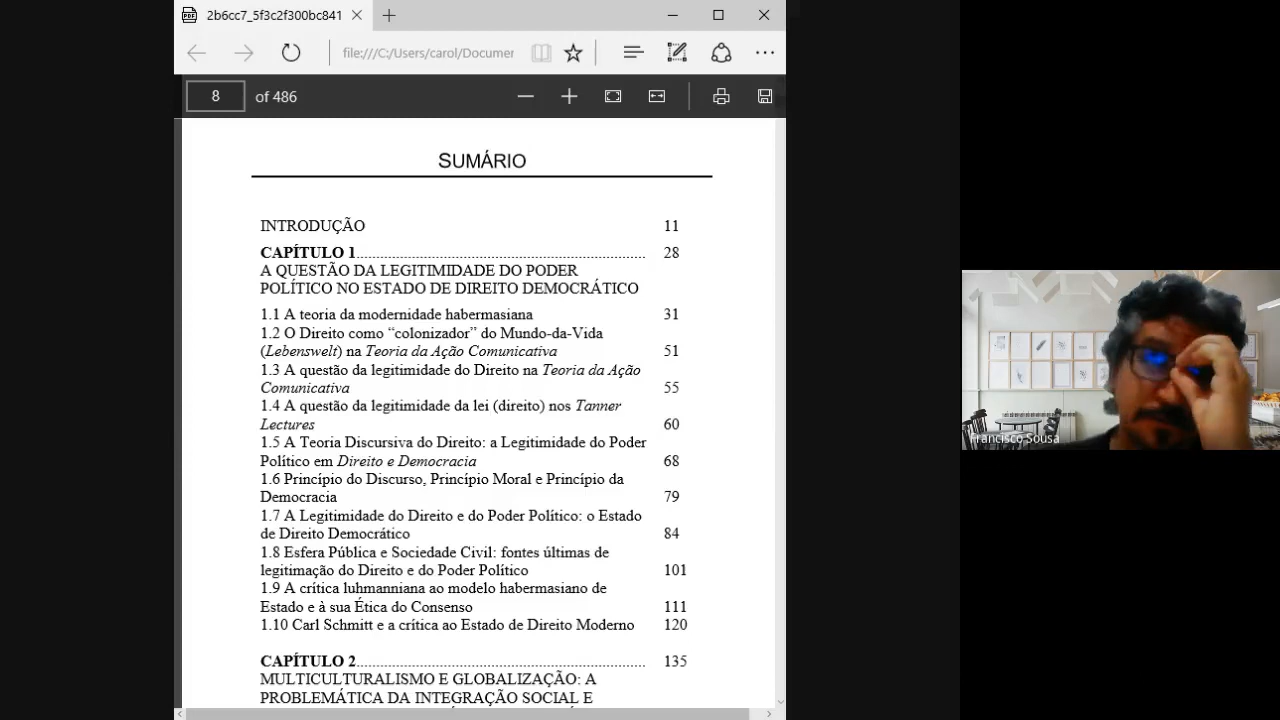 2b6cc7_5f3c2f300bc841
file:///C:/Users/carol/Documer
8 of 486
SUMÁRIO
INTRODUÇÃO 11
CAPÍTULO 1................................................................ 28
A QUESTÃO DA LEGITIMIDADE DO PODER
POLÍTICO NO ESTADO DE DIREITO DEMOCRÁTICO
1.1 A teoria da modernidade habermasiana 31
1.2 O Direito como “colonizador” do Mundo-da-Vida
(Lebenswelt) na Teoria da Ação Comunicativa 51
1.3 A questão da legitimidade do Direito na Teoria da Ação
Comunicativa 55
1.4 A questão da legitimidade da lei (direito) nos Tanner
Lectures 60
1.5 A Teoria Discursiva do Direito: a Legitimidade do Poder
Político em Direito e Democracia 68
1.6 Princípio do Discurso, Princípio Moral e Princípio da
Democracia 79
1.7 A Legitimidade do Direito e do Poder Político: o Estado
de Direito Democrático 84
1.8 Esfera Pública e Sociedade Civil: fontes últimas de
legitimação do Direito e do Poder Político 101
1.9 A crítica luhmanniana ao modelo habermasiano de
Estado e à sua Ética do Consenso 111
1.10 Carl Schmitt e a crítica ao Estado de Direito Moderno 120
CAPÍTULO 2................................................................ 135
MULTICULTURALISMO E GLOBALIZAÇÃO: A
PROBLEMÁTICA DA INTEGRAÇÃO SOCIAL E
Francisco Sousa